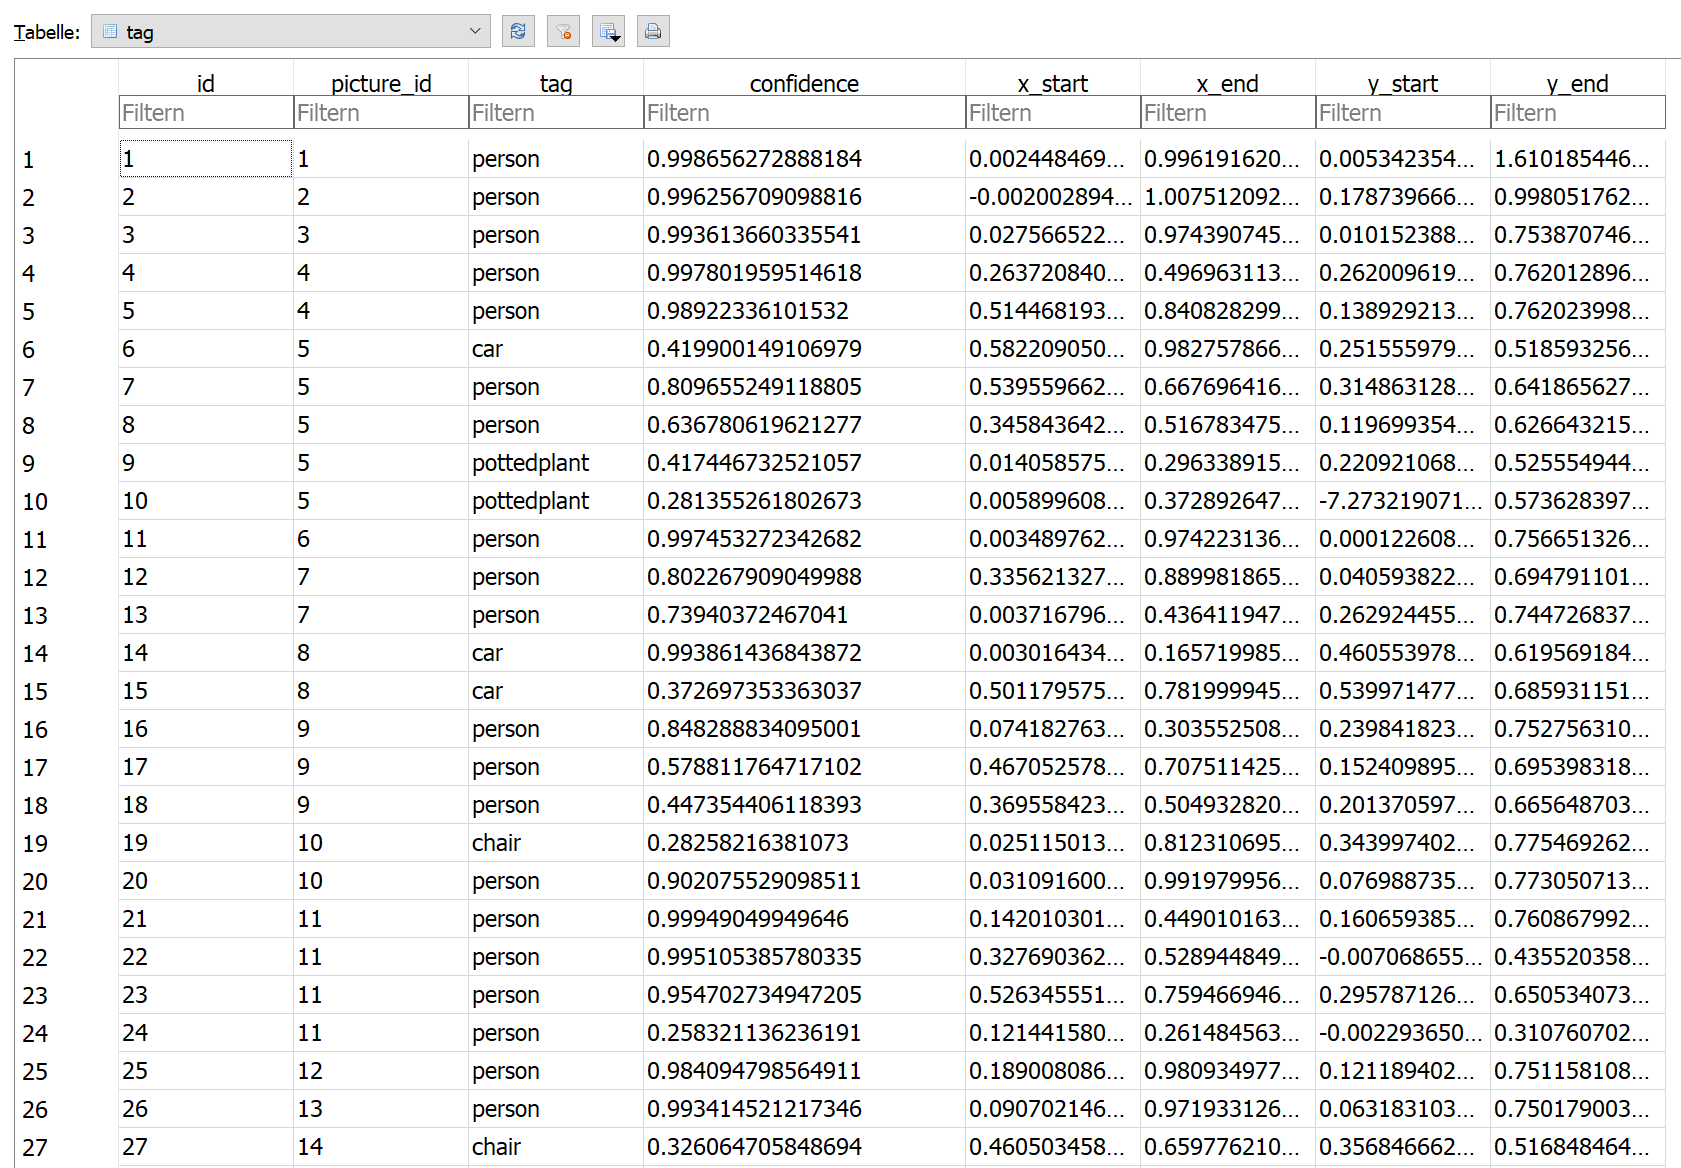 Tabelle: tag
id picture_id tag confidence x_start x_end y_start y_end
Filtern Filtern Filtern Filtern Filtern Filtern Filtern Filtern
1 1 1 person 0.998656272888184 0.002448469... 0.996191620... 0.005342354... 1.610185446...
2 2 2 person 0.996256709098816 -0.002002894... 1.007512092... 0.178739666... 0.998051762...
3 3 3 person 0.993613660335541 0.027566522... 0.974390745... 0.010152388... 0.753870746...
4 4 4 person 0.997801959514618 0.263720840... 0.496963113... 0.262009619... 0.762012896...
5 5 4 person 0.98922336101532 0.514468193... 0.840828299... 0.138929213... 0.762023998...
6 6 5 car 0.419900149106979 0.582209050... 0.982757866... 0.251555979... 0.518593256...
7 7 5 person 0.809655249118805 0.539559662... 0.667696416... 0.314863128... 0.641865627...
8 8 5 person 0.636780619621277 0.345843642... 0.516783475... 0.119699354... 0.626643215...
9 9 5 pottedplant 0.417446732521057 0.014058575... 0.296338915... 0.220921068... 0.525554944...
10 10 5 pottedplant 0.281355261802673 0.005899608... 0.372892647... -7.273219071... 0.573628397...
11 11 6 person 0.997453272342682 0.003489762... 0.974223136... 0.000122608... 0.756651326...
12 12 7 person 0.802267909049988 0.335621327... 0.889981865... 0.040593822... 0.694791101...
13 13 7 person 0.73940372467041 0.003716796... 0.436411947... 0.262924455... 0.744726837...
14 14 8 car 0.993861436843872 0.003016434... 0.165719985... 0.460553978... 0.619569184...
15 15 8 car 0.372697353363037 0.501179575... 0.781999945... 0.539971477... 0.685931151...
16 16 9 person 0.848288834095001 0.074182763... 0.303552508... 0.239841823... 0.752756310...
17 17 9 person 0.578811764717102 0.467052578... 0.707511425... 0.152409895... 0.695398318...
18 18 9 person 0.447354406118393 0.369558423... 0.504932820... 0.201370597... 0.665648703...
19 19 10 chair 0.28258216381073 0.025115013... 0.812310695... 0.343997402... 0.775469262...
20 20 10 person 0.902075529098511 0.031091600... 0.991979956... 0.076988735... 0.773050713...
21 21 11 person 0.99949049949646 0.142010301... 0.449010163... 0.160659385... 0.760867992...
22 22 11 person 0.995105385780335 0.327690362... 0.528944849... -0.007068655... 0.435520358...
23 23 11 person 0.954702734947205 0.526345551... 0.759466946... 0.295787126... 0.650534073...
24 24 11 person 0.258321136236191 0.121441580... 0.261484563... -0.002293650... 0.310760702...
25 25 12 person 0.984094798564911 0.189008086... 0.980934977... 0.121189402... 0.751158108...
26 26 13 person 0.993414521217346 0.090702146... 0.971933126... 0.063183103... 0.750179003...
27 27 14 chair 0.326064705848694 0.460503458... 0.659776210... 0.356846662... 0.516848464...